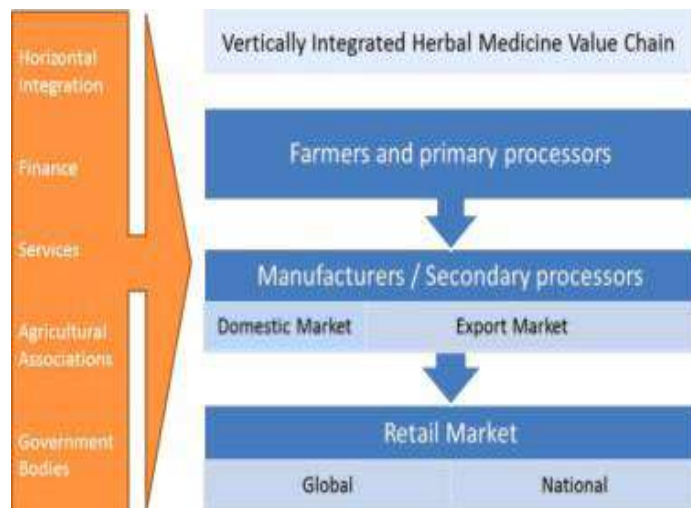 Horizontal
Integration
Finance
Services
Agricultural
Associations
Government
Bodies
Vertically Integrated Herbal Medicine Value Chain
Farmers and primary processors
Manufacturers / Secondary processors
Domestic Market
Export Market
Retail Market
Global
National